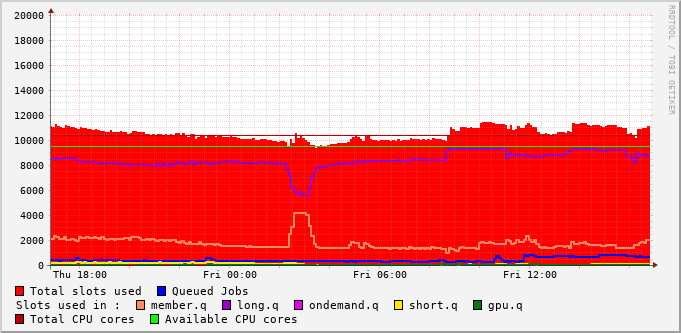 20000
18000
16000
14000
12000
10000
8000
6000
4000
2000
0
Thu 18:00 Fri 00:00 Fri 06:00 Fri 12:00
RRDTOOL / TOBI OETIKER
Total slots used Queued Jobs
Slots used in : member.q long.q ondemand.q short.q gpu.q
Total CPU cores Available CPU cores